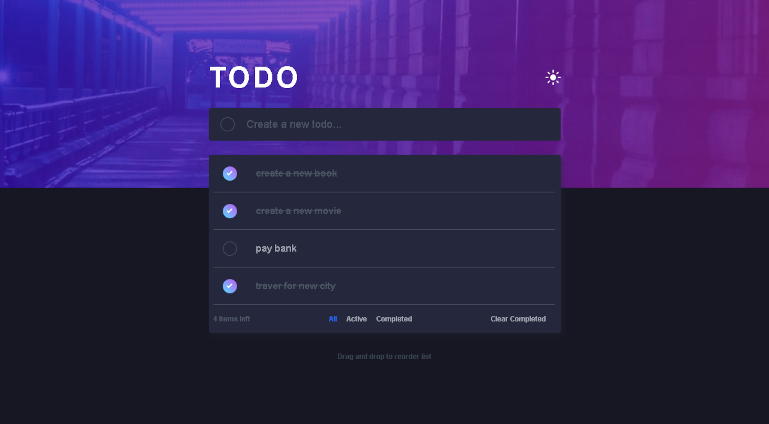 TODO
Create a new todo...
create a new book
create a new movie
pay bank
traver for new city
4 items left All Active Completed Clear Completed
Drag and drop to reorder list